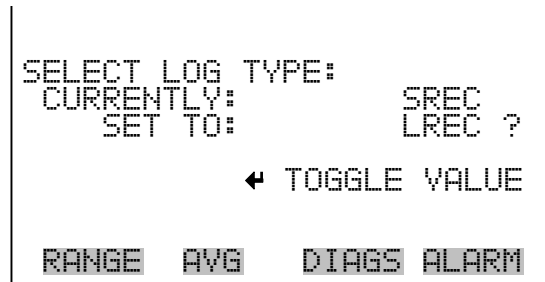 SELECT LOG TYPE:
CURRENTLY: SREC
SET TO: LREC ?
↵ TOGGLE VALUE
RANGE AVG DIAGS ALARM